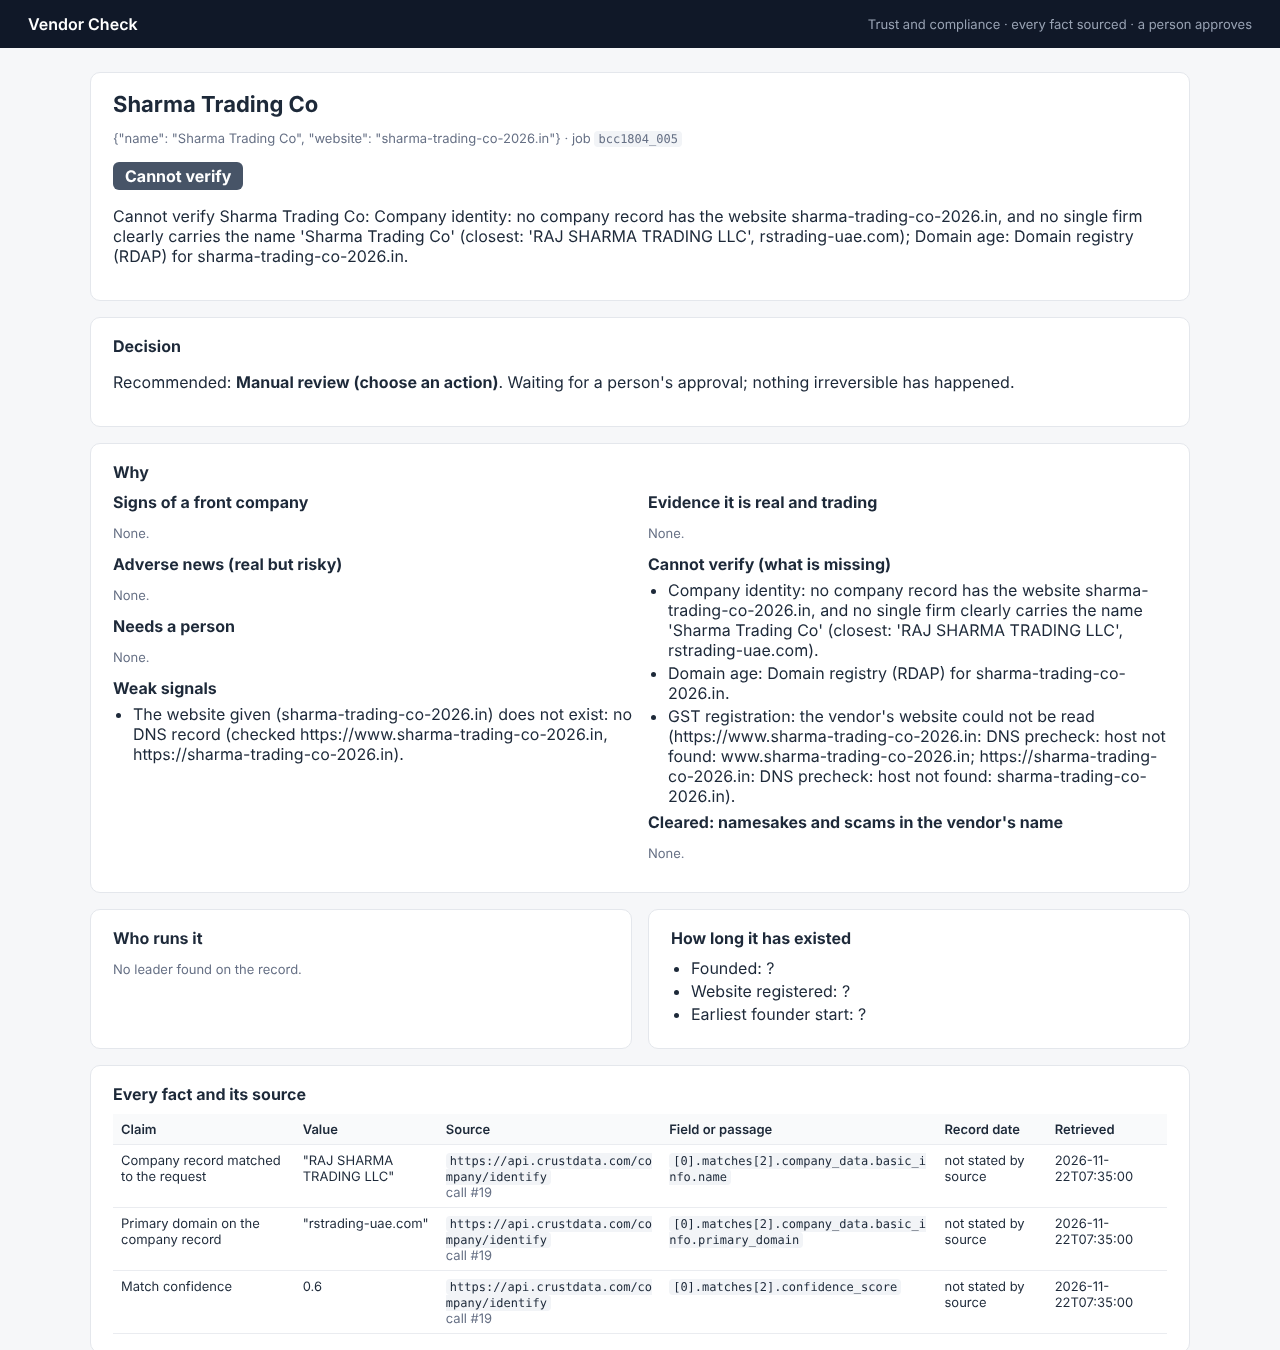 Vendor Check
Trust and compliance · every fact sourced · a person approves
Sharma Trading Co
{"name": "Sharma Trading Co", "website": "sharma-trading-co-2026.in"} · job bcc1804_005
Cannot verify
Cannot verify Sharma Trading Co: Company identity: no company record has the website sharma-trading-co-2026.in, and no single firm
clearly carries the name 'Sharma Trading Co' (closest: 'RAJ SHARMA TRADING LLC', rstrading-uae.com); Domain age: Domain registry
(RDAP) for sharma-trading-co-2026.in.
Decision
Recommended: Manual review (choose an action). Waiting for a person's approval; nothing irreversible has happened.
Why
Signs of a front company
None.
Adverse news (real but risky)
None.
Needs a person
None.
Weak signals
• The website given (sharma-trading-co-2026.in) does not exist: no
DNS record (checked https://www.sharma-trading-co-2026.in,
https://sharma-trading-co-2026.in).
Evidence it is real and trading
None.
Cannot verify (what is missing)
• Company identity: no company record has the website sharma-
trading-co-2026.in, and no single firm clearly carries the name
'Sharma Trading Co' (closest: 'RAJ SHARMA TRADING LLC',
rstrading-uae.com).
• Domain age: Domain registry (RDAP) for sharma-trading-co-
2026.in.
• GST registration: the vendor's website could not be read
(https://www.sharma-trading-co-2026.in: DNS precheck: host not
found: www.sharma-trading-co-2026.in; https://sharma-trading-
co-2026.in: DNS precheck: host not found: sharma-trading-co-
2026.in).
Cleared: namesakes and scams in the vendor's name
None.
Who runs it
No leader found on the record.
How long it has existed
• Founded: ?
• Website registered: ?
• Earliest founder start: ?
Every fact and its source
Claim Value Source Field or passage Record date Retrieved
Company record matched
to the request
"RAJ SHARMA
TRADING LLC"
https://api.crustdata.com/co
mpany/identify
call #19
[0].matches[2].company_data.basic_i
nfo.name
not stated by
source
2026-11-
22T07:35:00
Primary domain on the
company record
"rstrading-uae.com"
https://api.crustdata.com/co
mpany/identify
call #19
[0].matches[2].company_data.basic_i
nfo.primary_domain
not stated by
source
2026-11-
22T07:35:00
Match confidence
0.6
https://api.crustdata.com/co
mpany/identify
call #19
[0].matches[2].confidence_score
not stated by
source
2026-11-
22T07:35:00